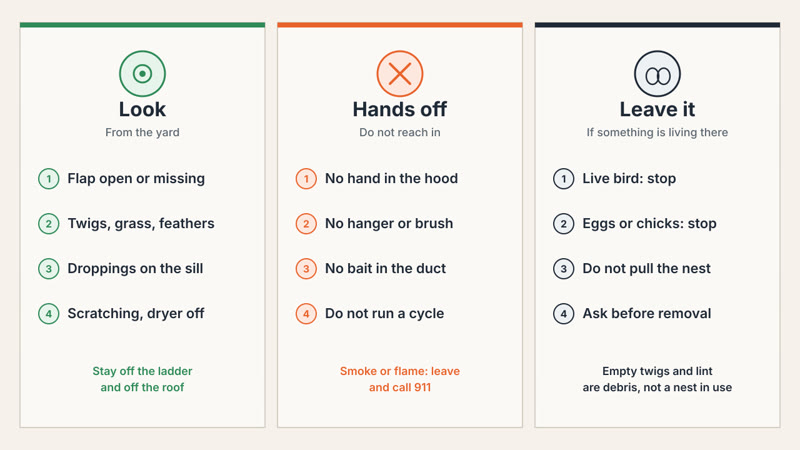 Look
From the yard
1 Flap open or missing
2 Twigs, grass, feathers
3 Droppings on the sill
4 Scratching, dryer off
Stay off the ladder
and off the roof
Hands off
Do not reach in
1 No hand in the hood
2 No hanger or brush
3 No bait in the duct
4 Do not run a cycle
Smoke or flame: leave
and call 911
Leave it
If something is living there
1 Live bird: stop
2 Eggs or chicks: stop
3 Do not pull the nest
4 Ask before removal
Empty twigs and lint
are debris, not a nest in use